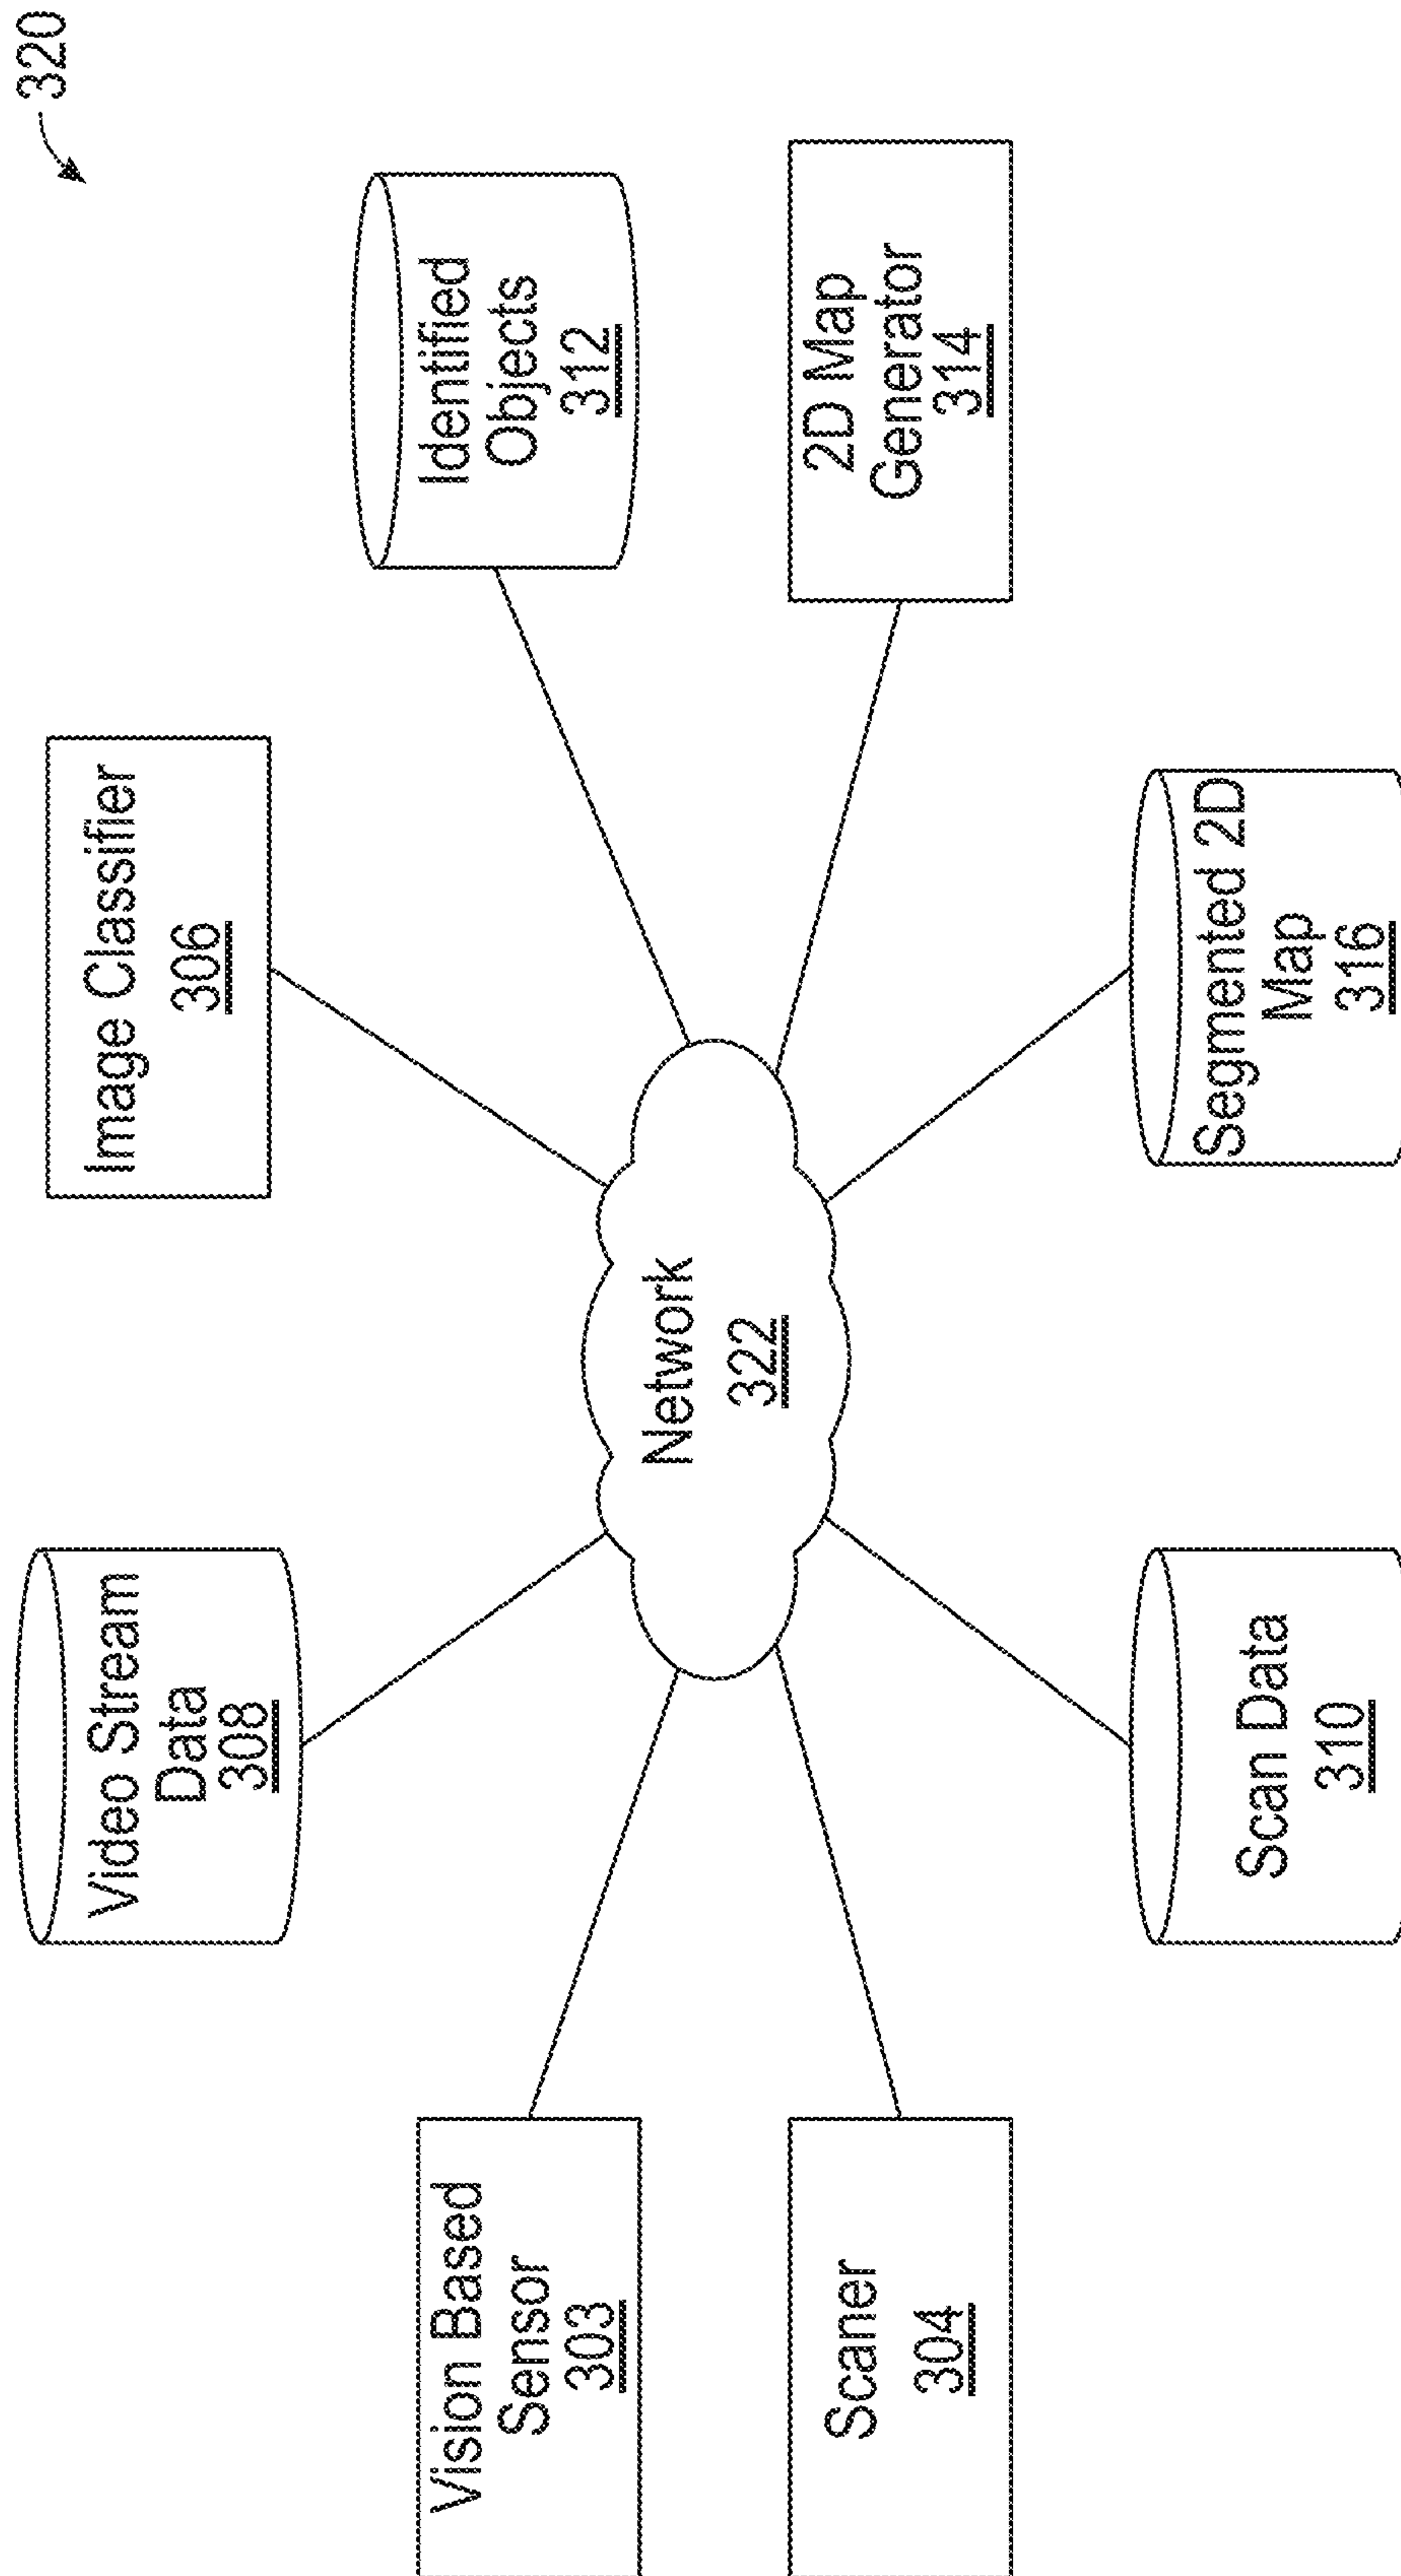 320
Video Stream
Data
308
Image Classifier
306
Vision Based
Sensor
303
Identified
Objects
312
Network
322
Scaner
304
2D Map
Generator
314
Scan Data
310
Segmented 2D
Map
316